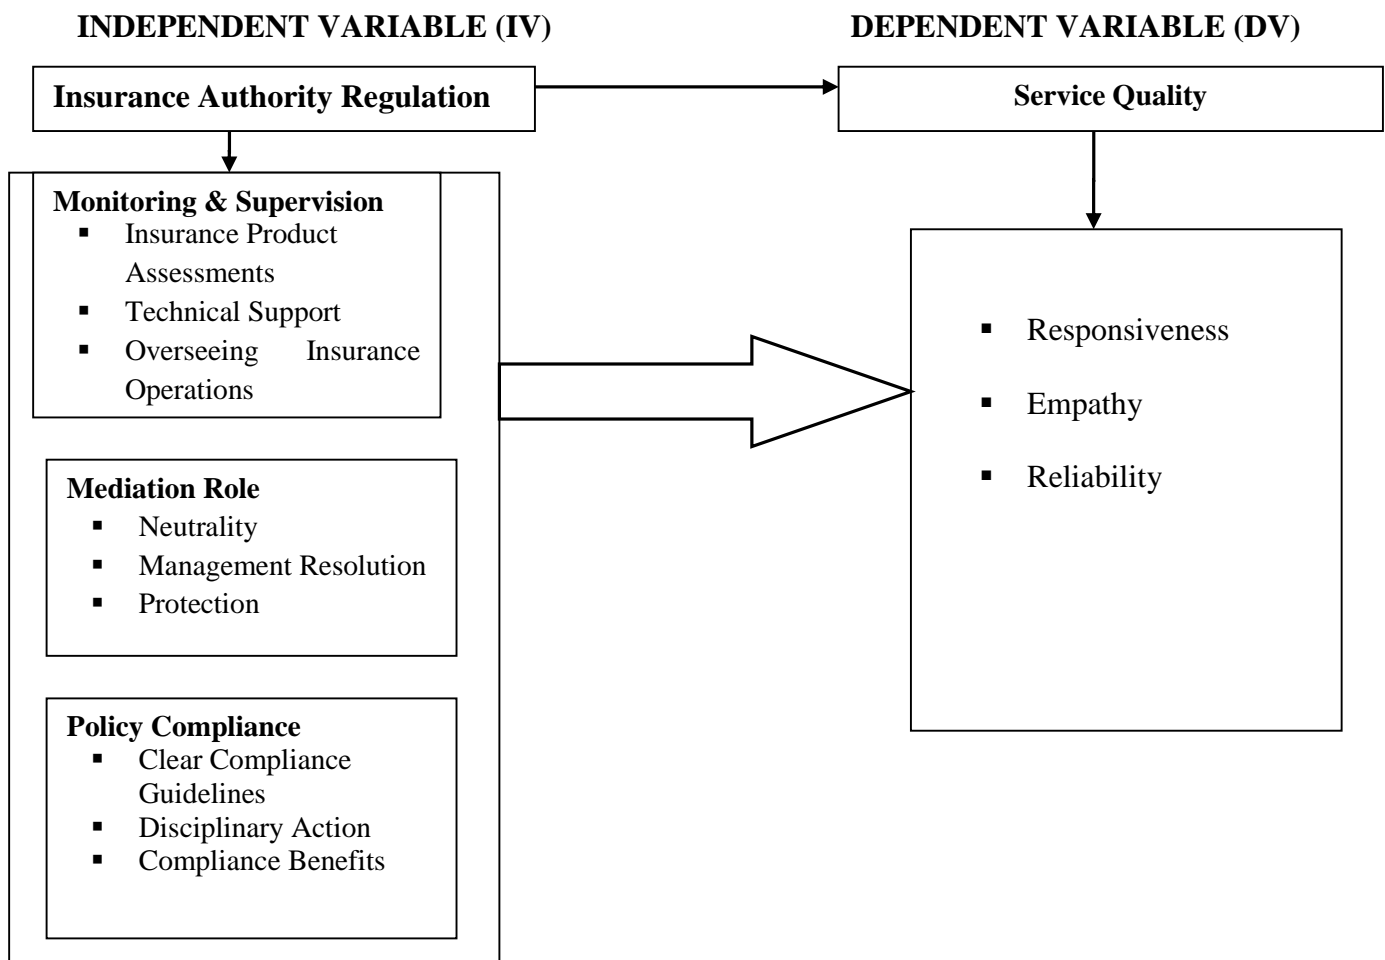 INDEPENDENT VARIABLE (IV)
DEPENDENT VARIABLE (DV)
Insurance Authority Regulation
Service Quality
Monitoring & Supervision
▪ Insurance Product
Assessments
▪ Technical Support
▪ Overseeing Insurance
Operations
Mediation Role
▪ Neutrality
▪ Management Resolution
▪ Protection
Policy Compliance
▪ Clear Compliance
Guidelines
▪ Disciplinary Action
▪ Compliance Benefits
▪ Responsiveness
▪ Empathy
▪ Reliability